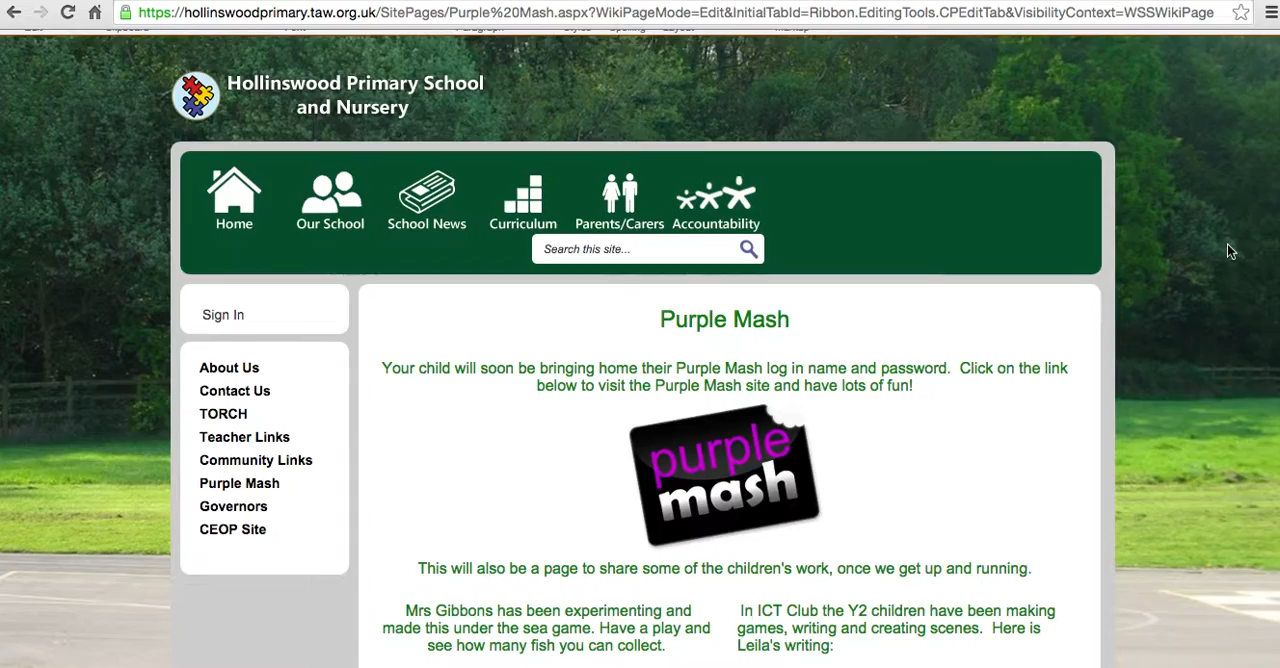 https://hollinswoodprimary.taw.org.uk/SitePages/Purple%20Mash.aspx?WikiPageMode=Edit&InitialTabId=Ribbon.EditingTools.CPEditTab&VisibilityContext=WSSWikiPage
Hollinswood Primary School
and Nursery
Home
Our School
School News
Curriculum
Parents/Carers
Accountability
Search this site...
Sign In
About Us
Contact Us
TORCH
Teacher Links
Community Links
Purple Mash
Governors
CEOP Site
Purple Mash
Your child will soon be bringing home their Purple Mash log in name and password.  Click on the link
below to visit the Purple Mash site and have lots of fun!
purple
mash
This will also be a page to share some of the children's work, once we get up and running.
Mrs Gibbons has been experimenting and
made this under the sea game. Have a play and
see how many fish you can collect.
In ICT Club the Y2 children have been making
games, writing and creating scenes.  Here is
Leila's writing: